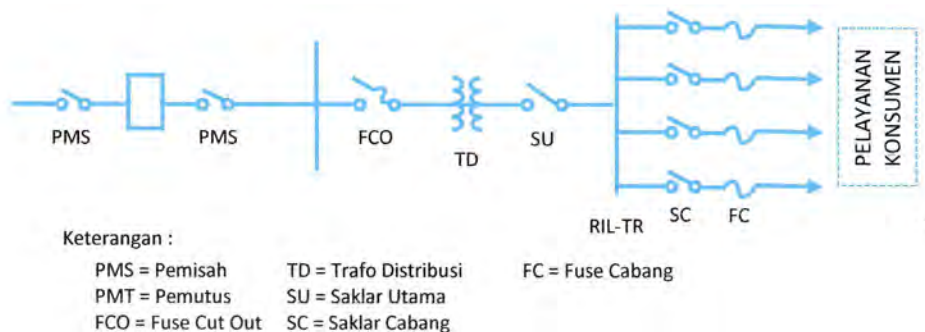 PMS
PMS
FCO
TD
SU
RIL-TR
SC
FC
PELAYANAN
KONSUMEN
Keterangan :
PMS = Pemisah
TD = Trafo Distribusi
FC = Fuse Cabang
PMT = Pemutus
SU = Saklar Utama
FCO = Fuse Cut Out
SC = Saklar Cabang